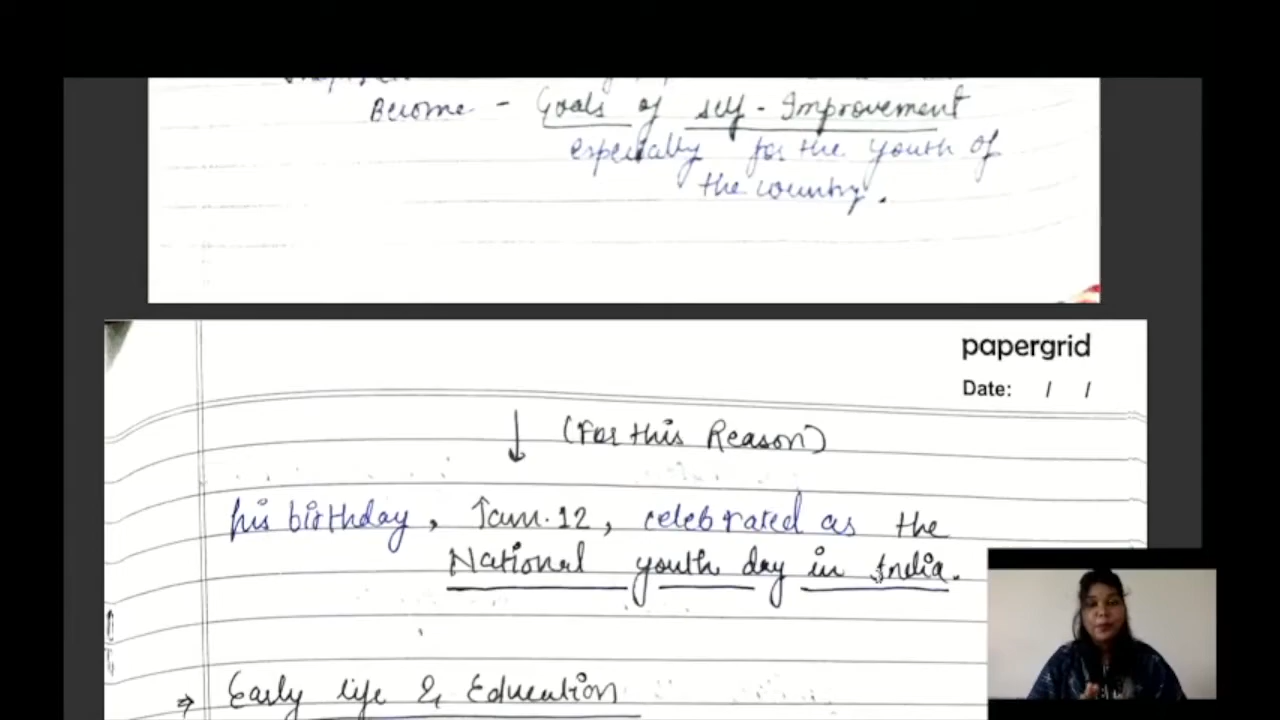 Become - Goals of self-Improvement
especially for the youth of
the country.
papergrid
Date: / /
↓ (For this Reason)
his birthday, Jan. 12, celebrated as the
National youth day in India.
⇒ Early life & Education